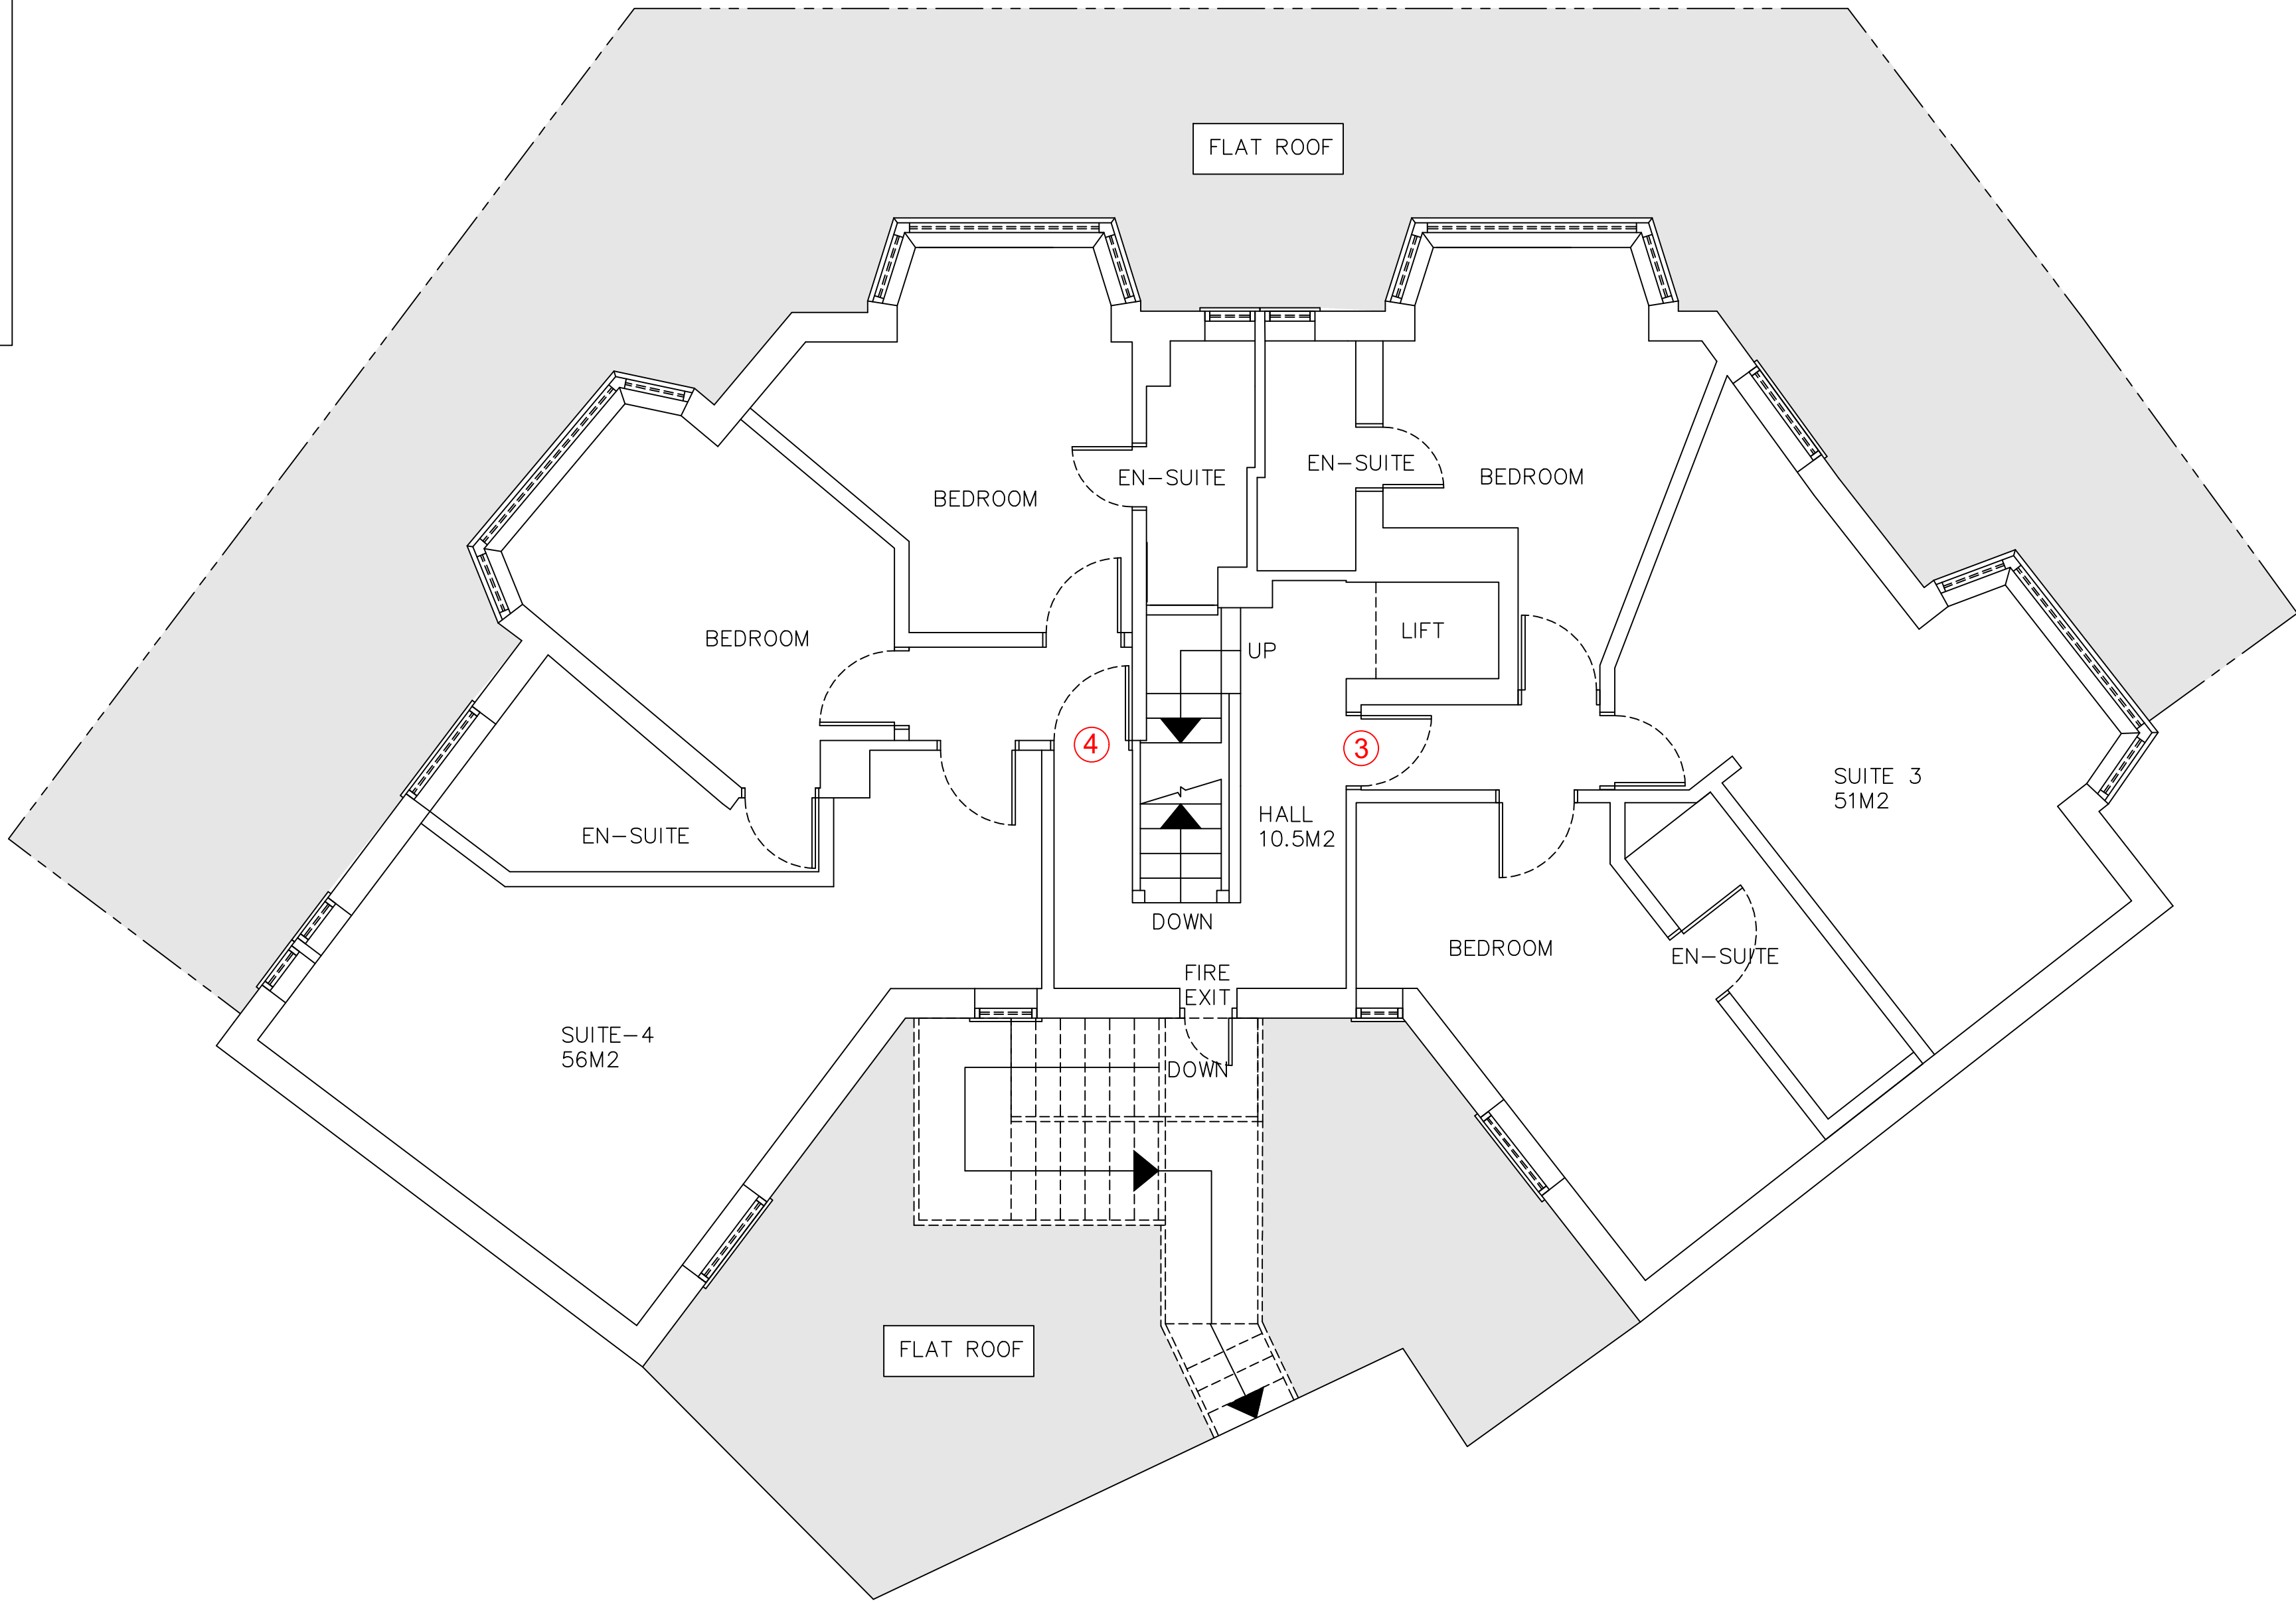 FLAT ROOF
EN-SUITE
EN-SUITE
BEDROOM
BEDROOM
BEDROOM
LIFT
UP
4
3
SUITE 3
51M2
HALL
10.5M2
EN-SUITE
DOWN
BEDROOM
EN-SUITE
FIRE
EXIT
SUITE-4
56M2
DOWN
FLAT ROOF